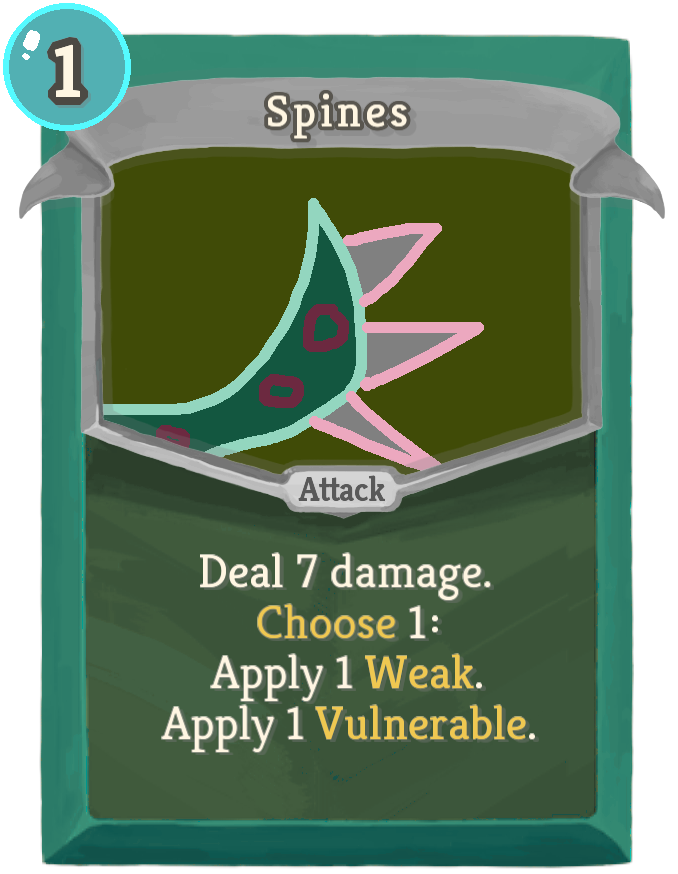 1
Spines
Attack
Deal 7 damage.
Choose 1:
Apply 1 Weak.
Apply 1 Vulnerable.